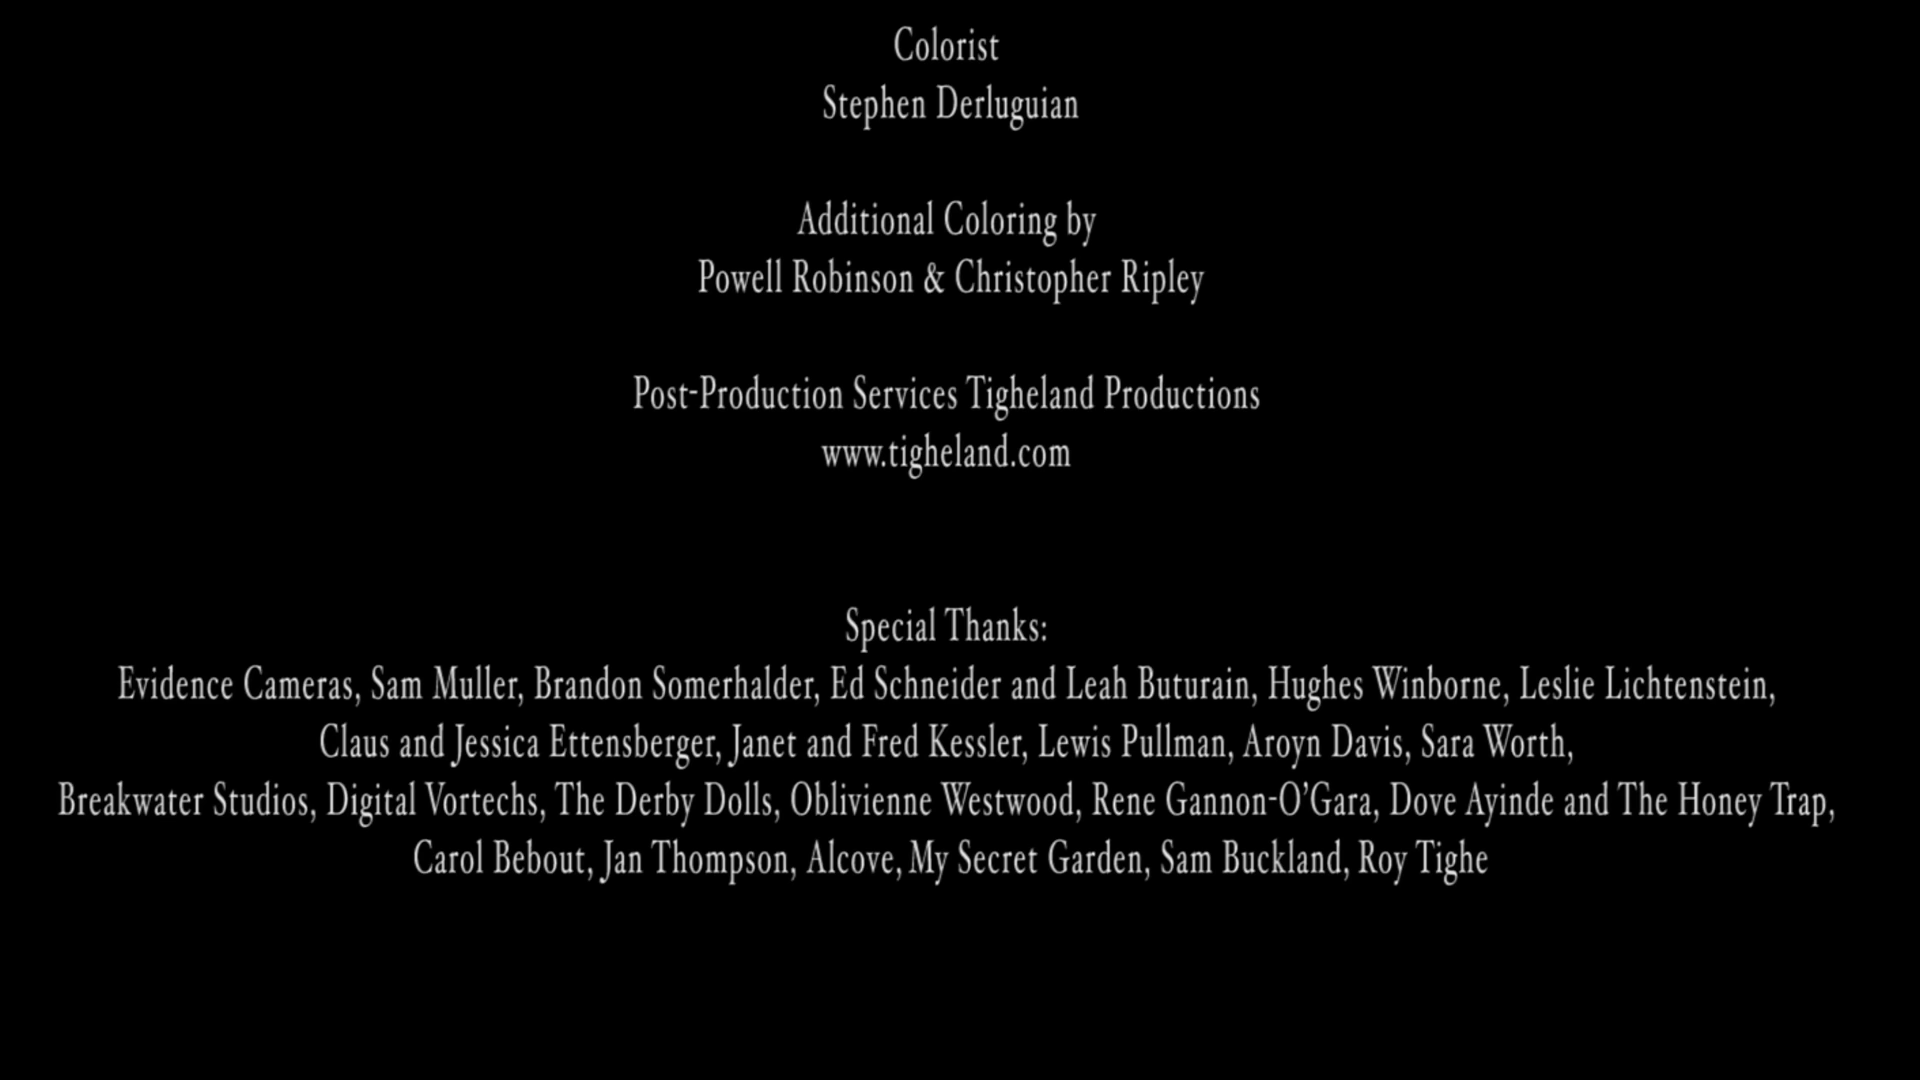 Colorist
Stephen Derluguian
Additional Coloring by
Powell Robinson & Christopher Ripley
Post-Production Services Tigheland Productions
www.tigheland.com
Special Thanks:
Evidence Cameras, Sam Muller, Brandon Somerhalder, Ed Schneider and Leah Buturain, Hughes Winborne, Leslie Lichtenstein,
Claus and Jessica Ettensberger, Janet and Fred Kessler, Lewis Pullman, Aroyn Davis, Sara Worth,
Breakwater Studios, Digital Vortechs, The Derby Dolls, Oblivienne Westwood, Rene Gannon-O’Gara, Dove Ayinde and The Honey Trap,
Carol Bebout, Jan Thompson, Alcove, My Secret Garden, Sam Buckland, Roy Tighe